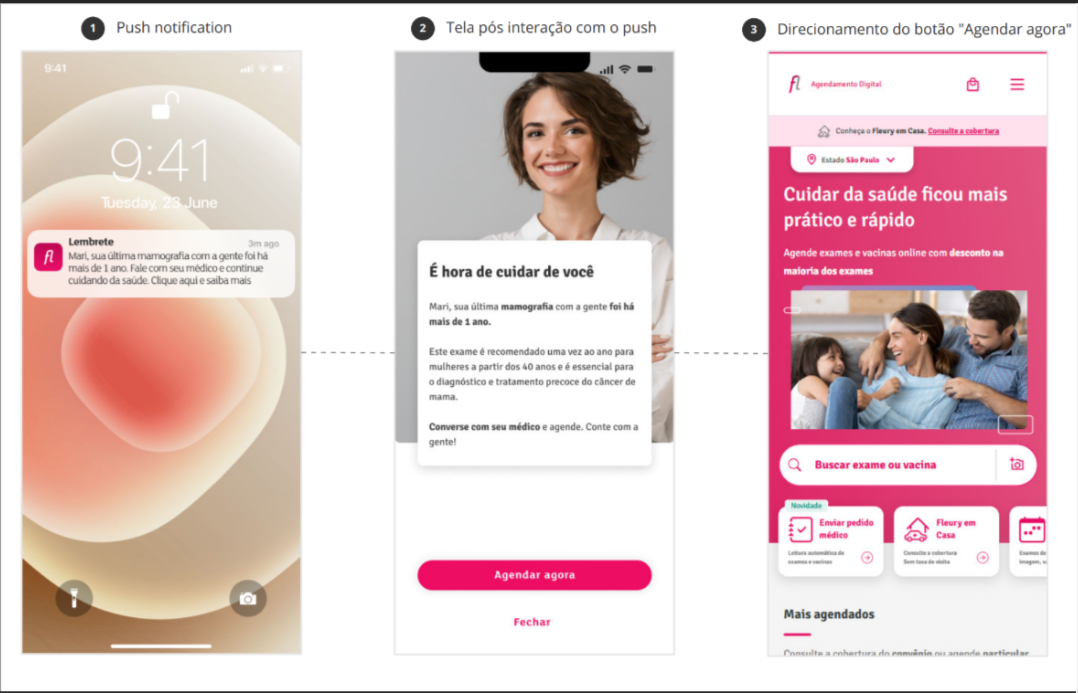 1 Push notification
2 Tela pós interação com o push
3 Direcionamento do botão "Agendar agora"
9:41
9:41
Tuesday, 23 June
Lembrete
3m ago
Mari, sua última mamografia com a gente foi há
mais de 1 ano. Fale com seu médico e continue
cuidando da saúde. Clique aqui e saiba mais
É hora de cuidar de você
Mari, sua última mamografia com a gente foi há
mais de 1 ano.
Este exame é recomendado uma vez ao ano para
mulheres a partir dos 40 anos e é essencial para
o diagnóstico e tratamento precoce do câncer de
mama.
Converse com seu médico e agende. Conte com a
gente!
Agendar agora
Fechar
fl Agendamento Digital
Conheça o Fleury em Casa. Consulte a cobertura
Estado São Paulo
Cuidar da saúde ficou mais
prático e rápido
Agende exames e vacinas online com desconto na
maioria dos exames
Buscar exame ou vacina
Novidade
Enviar pedido
médico
Leitura automática de
exames e vacinas
Fleury em
Casa
Consulte a cobertura
Sem taxa de visita
Exames de
imagem, v
Mais agendados
Consulte a cobertura do convênio ou agende particular